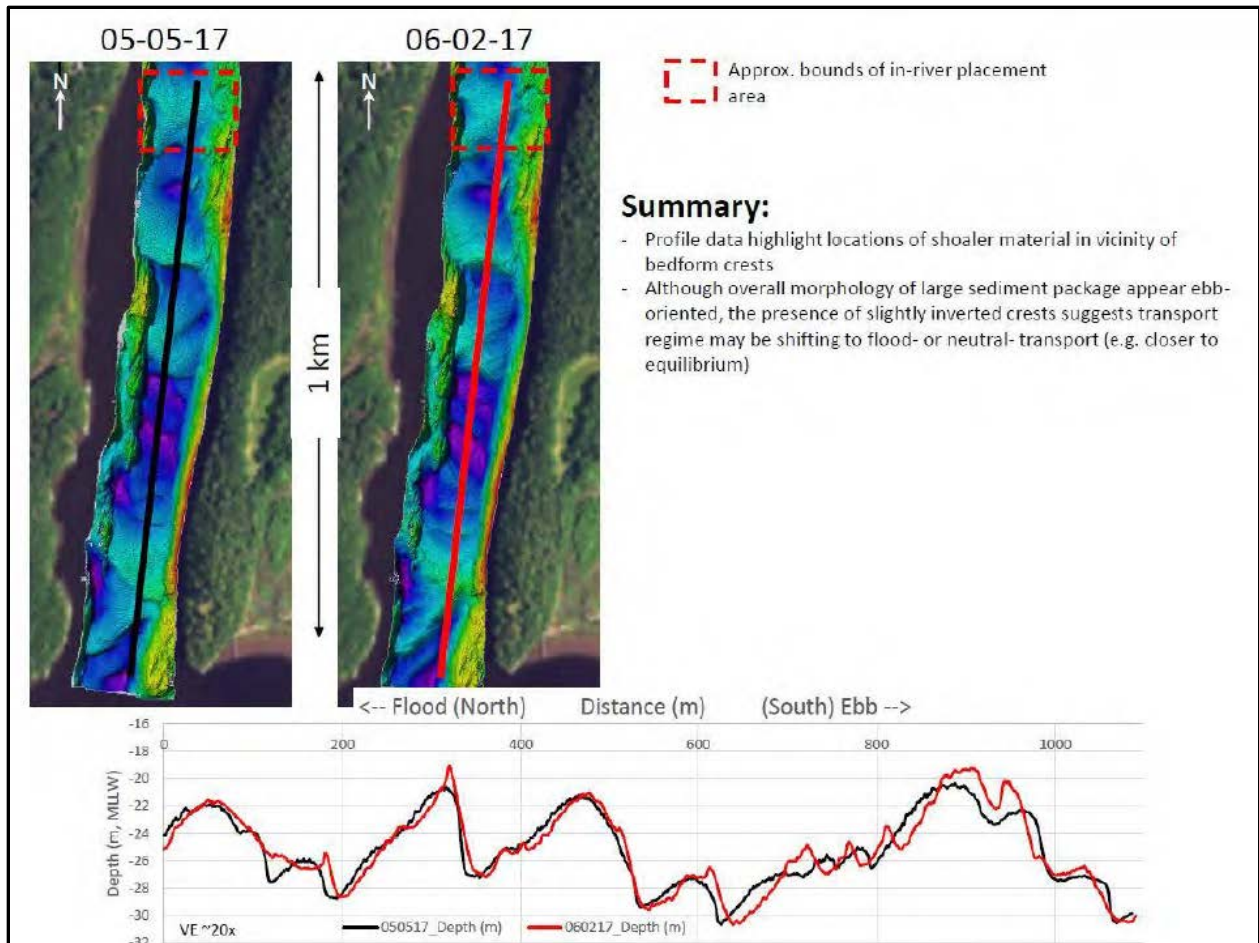 05-05-17
06-02-17
N
N
1 km
Approx. bounds of in-river placement
area
Summary:
- Profile data highlight locations of shoaler material in vicinity of
bedform crests
- Although overall morphology of large sediment package appear ebb-
oriented, the presence of slightly inverted crests suggests transport
regime may be shifting to flood- or neutral- transport (e.g. closer to
equilibrium)
<-- Flood (North) Distance (m) (South) Ebb -->
0 200 400 600 800 1000
Depth (m, MLLW)
-16
-18
-20
-22
-24
-26
-28
-30
-32
VE ~20x
050517_Depth (m) 060217_Depth (m)